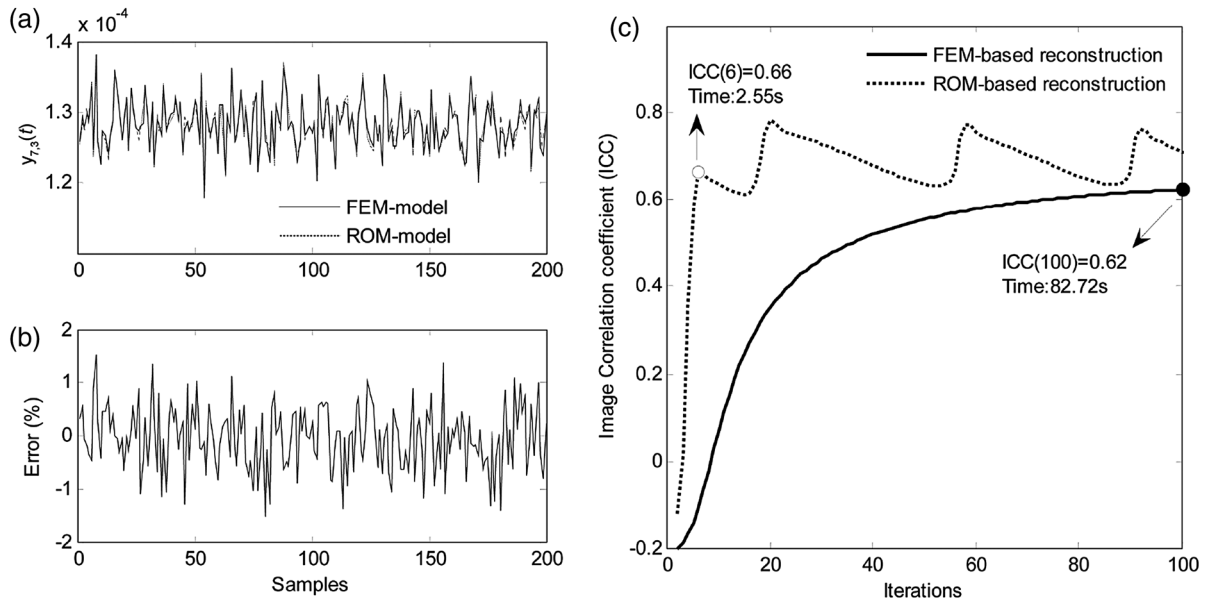 (a)
x 10⁻⁴
1.4
1.3
1.2
y₇,₃(t)
FEM-model
ROM-model
0 50 100 150 200
(b)
2
1
0
-1
-2
Error (%)
0 50 100 150 200
Samples
(c)
FEM-based reconstruction
ROM-based reconstruction
ICC(6)=0.66
Time:2.55s
ICC(100)=0.62
Time:82.72s
0.8
0.6
0.4
0.2
0
-0.2
Image Correlation coefficient (ICC)
0 20 40 60 80 100
Iterations